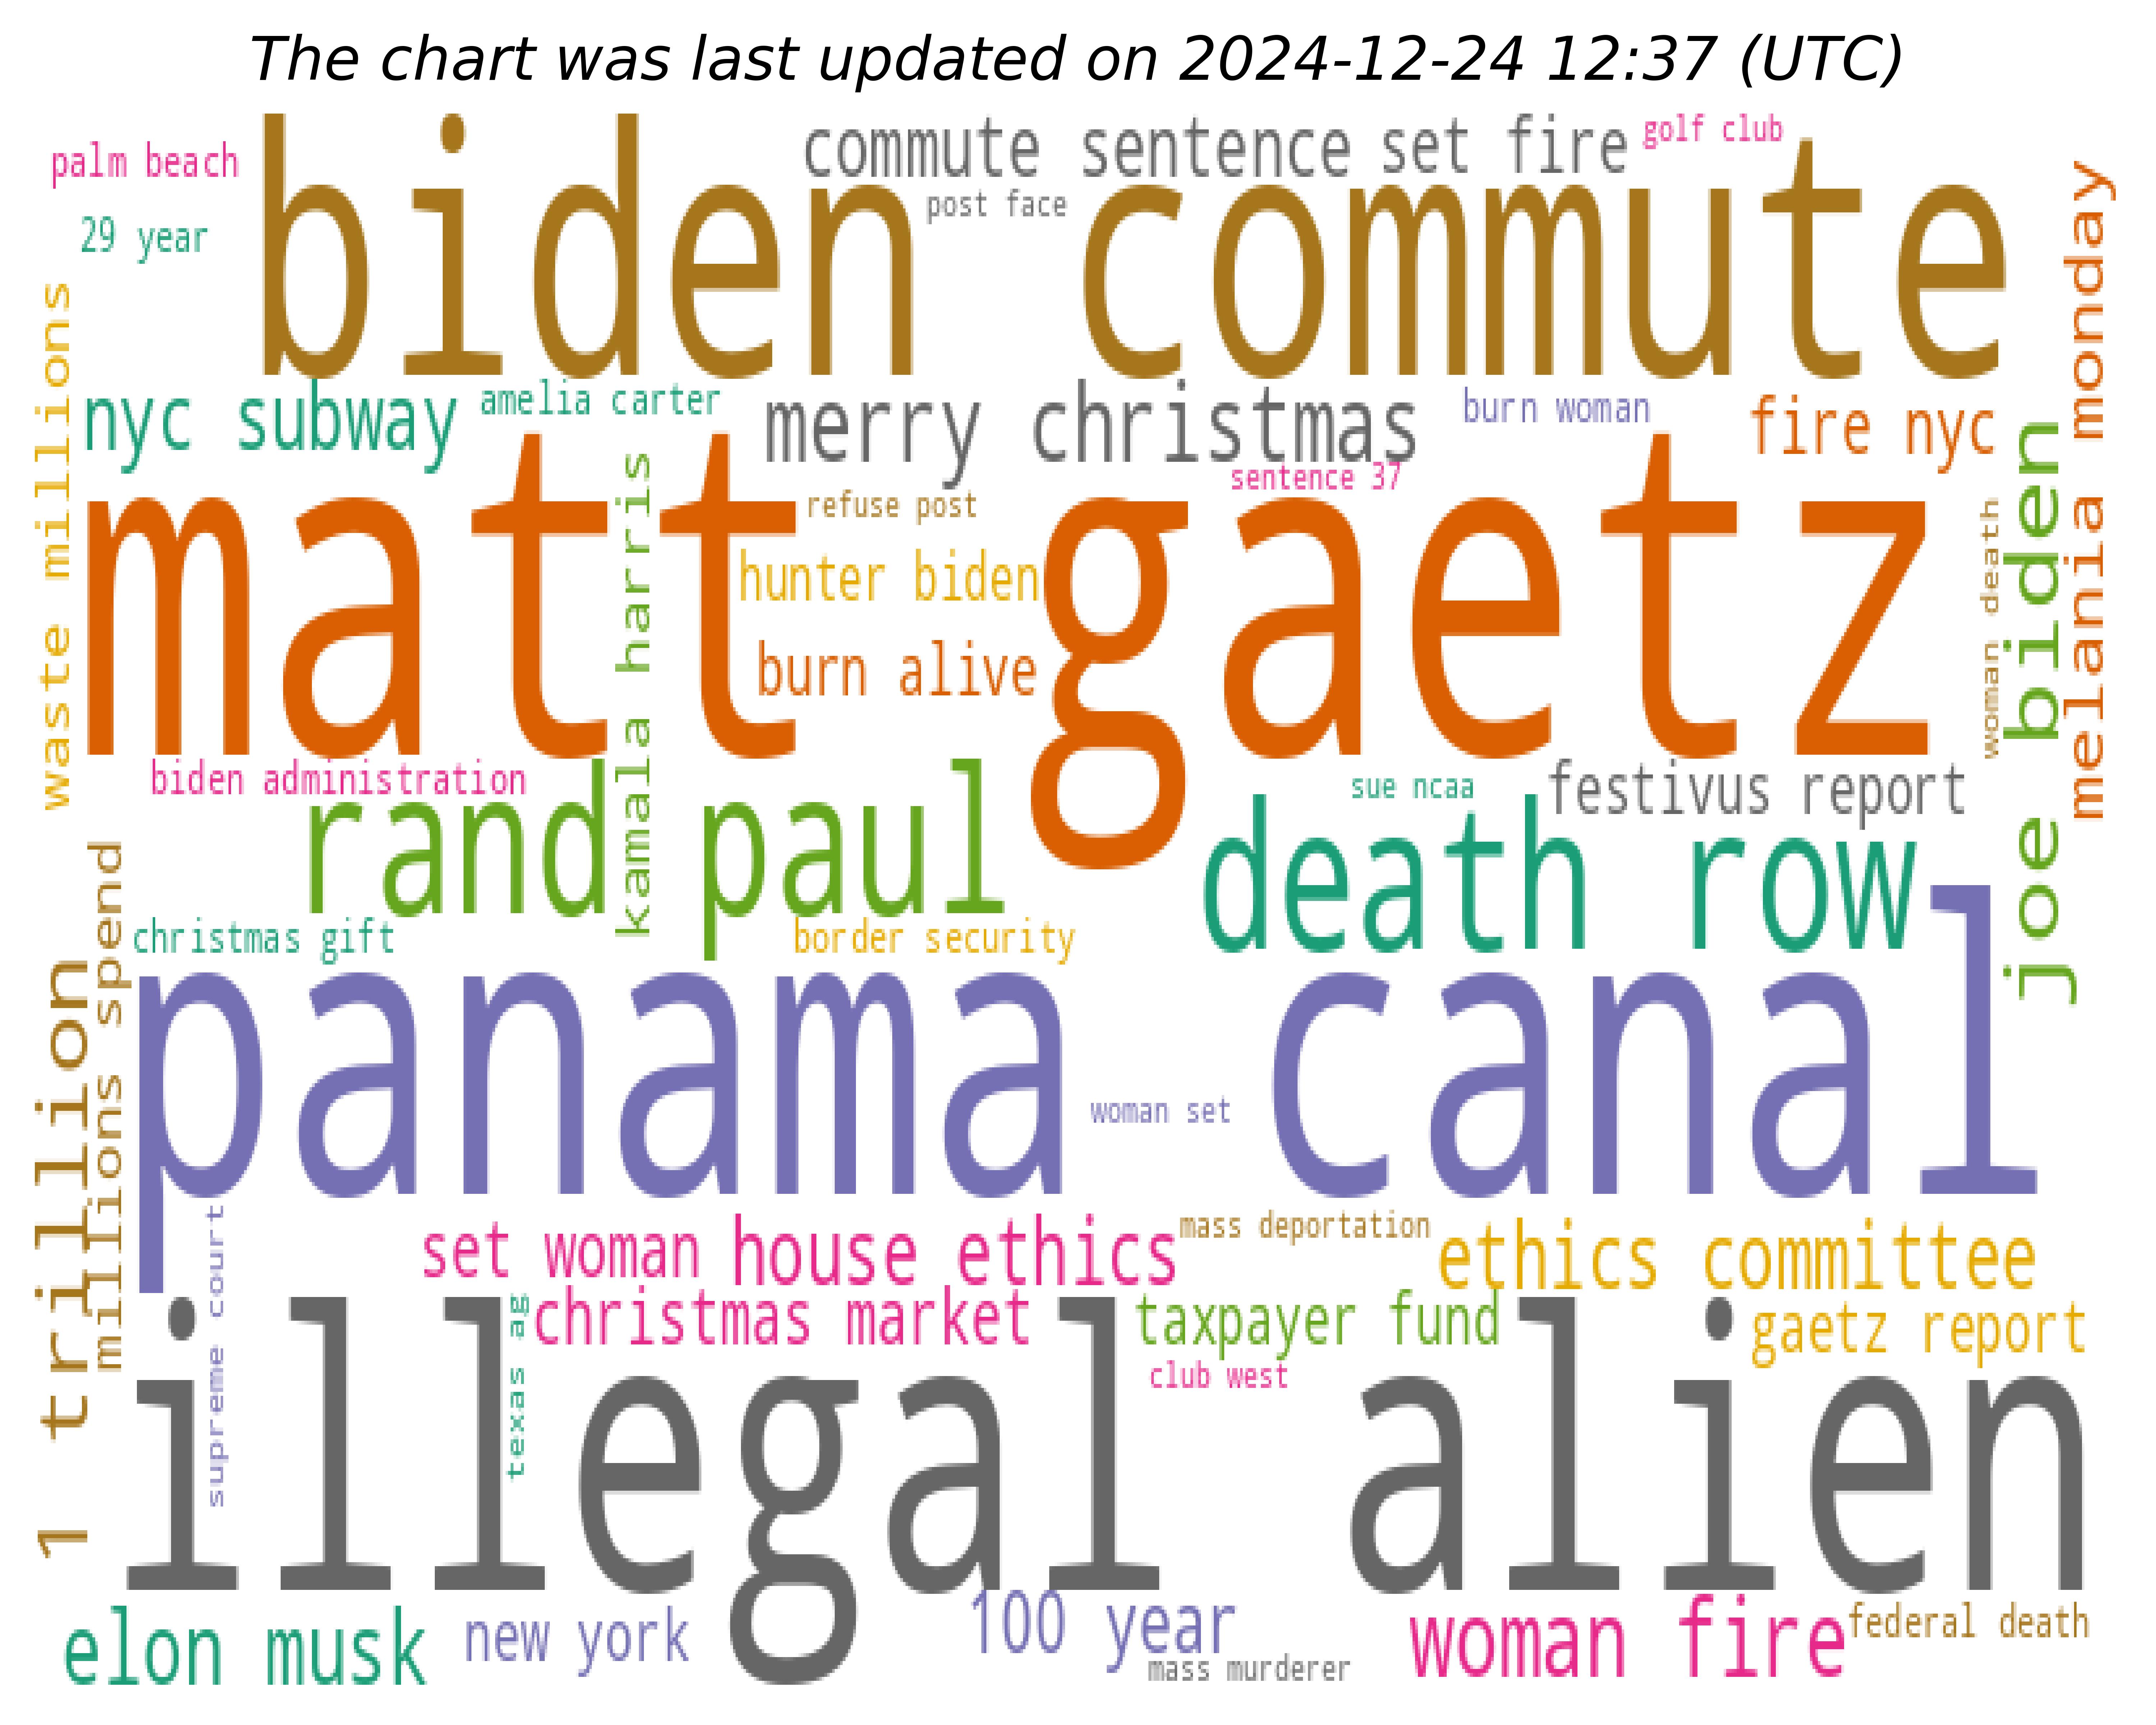 The chart was last updated on 2024-12-24 12:37 (UTC)
palm beach
biden commute
commute sentence set fire
golf club
post face
29 year
melania monday
waste millions
nyc subway
amelia carter
merry christmas
burn woman
fire nyc
sentence 37
matt gaetz
kamala harris
refuse post
hunter biden
burn alive
woman death
joe biden
biden administration
rand paul
sue ncaa
festivus report
death row
christmas gift
border security
millions spend
1 trillion
panama canal
woman set
supreme court
set woman
house ethics
mass deportation
ethics committee
texas ag
christmas market
taxpayer fund
gaetz report
club west
illegal alien
elon musk
new york
100 year
mass murderer
woman fire
federal death